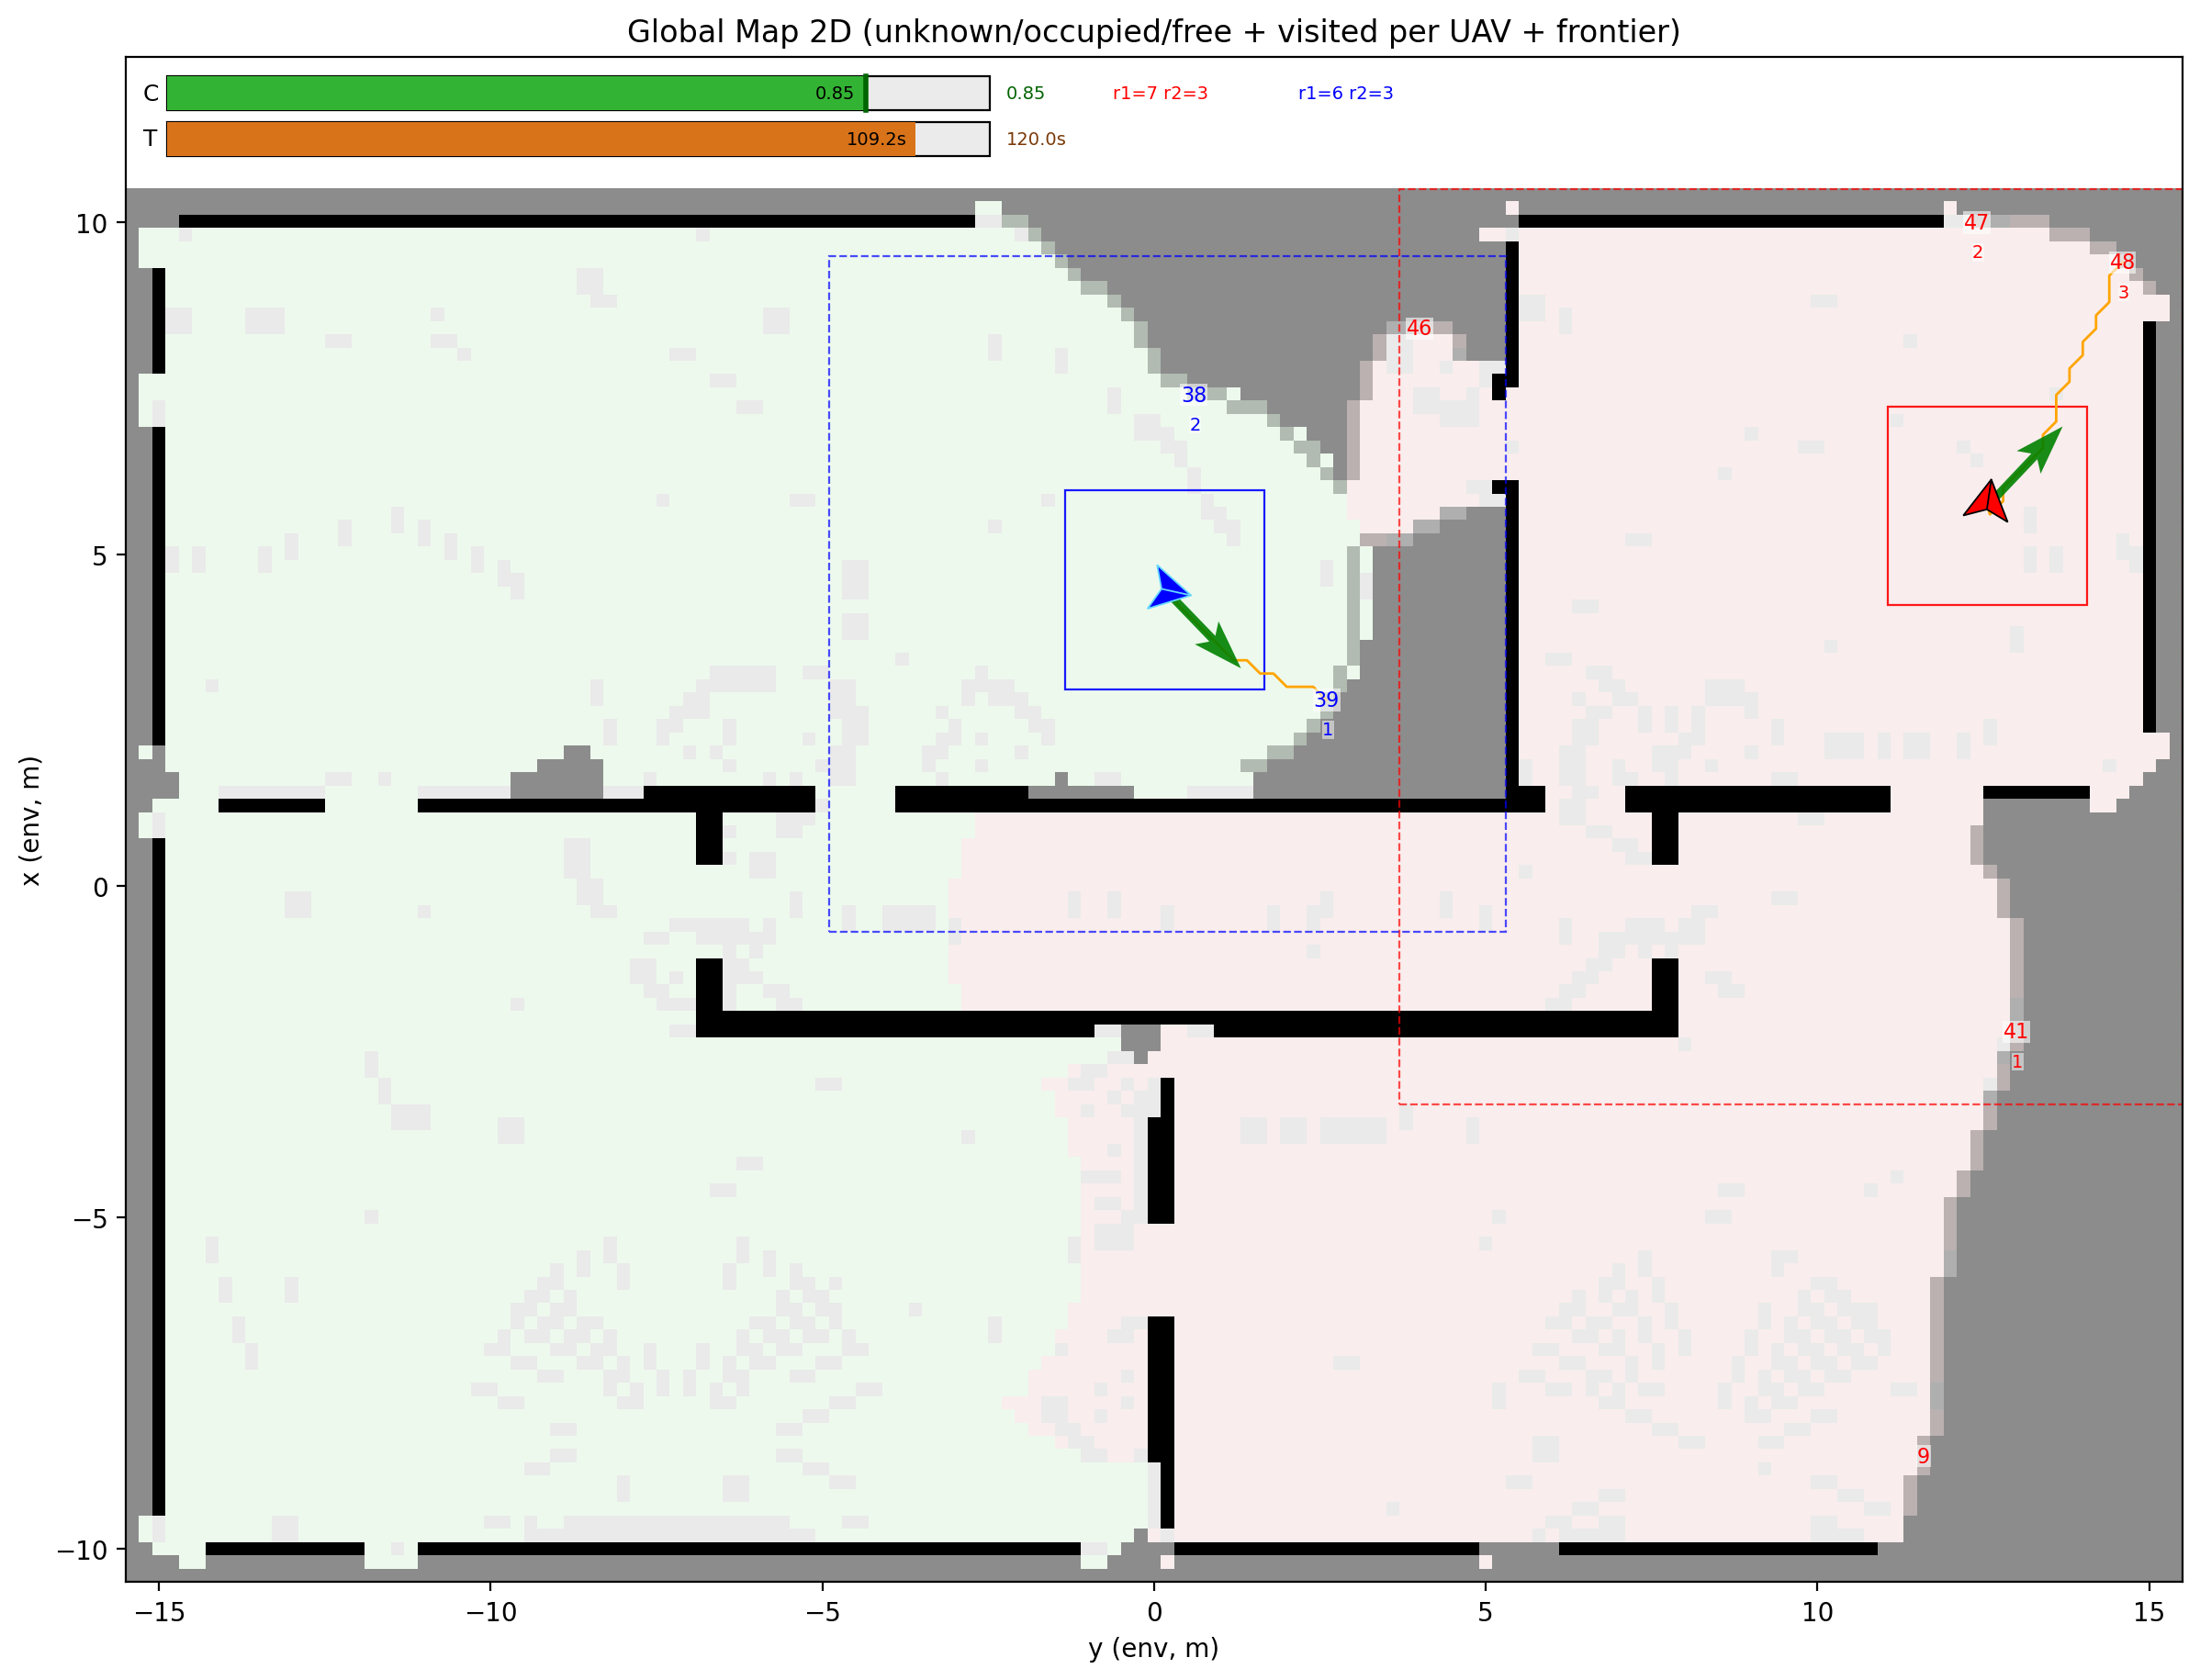 Global Map 2D (unknown/occupied/free + visited per UAV + frontier)
C 0.85 0.85 r1=7 r2=3 r1=6 r2=3
T 109.2s 120.0s
10
5
0
−5
−10
x (env, m)
47
2
48
3
46
38
2
39
1
41
1
9
−15 −10 −5 0 5 10 15
y (env, m)